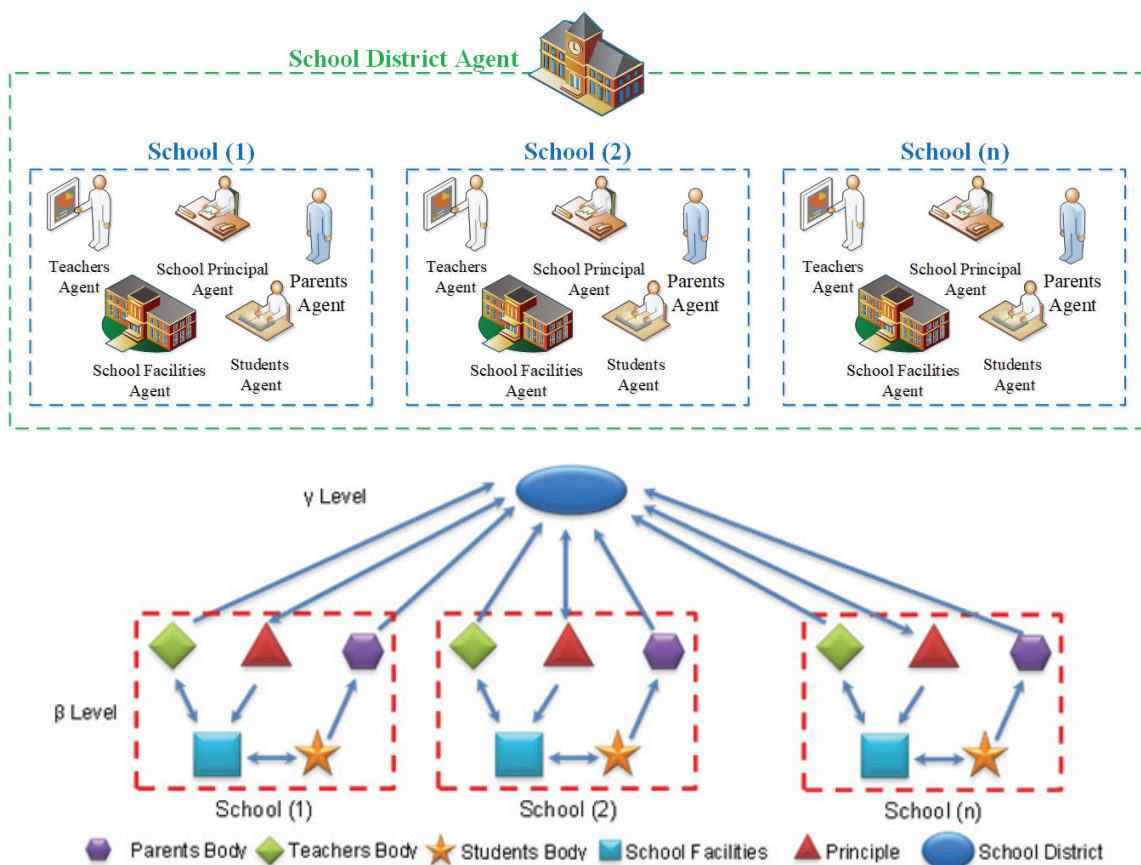 School District Agent
School (1)
School (2)
School (n)
Teachers
Agent
School Principal
Agent
Parents
Agent
School Facilities
Agent
Students
Agent
Teachers
Agent
School Principal
Agent
Parents
Agent
School Facilities
Agent
Students
Agent
Teachers
Agent
School Principal
Agent
Parents
Agent
School Facilities
Agent
Students
Agent
γ Level
β Level
School (1)
School (2)
School (n)
Parents Body
Teachers Body
Students Body
School Facilities
Principle
School District